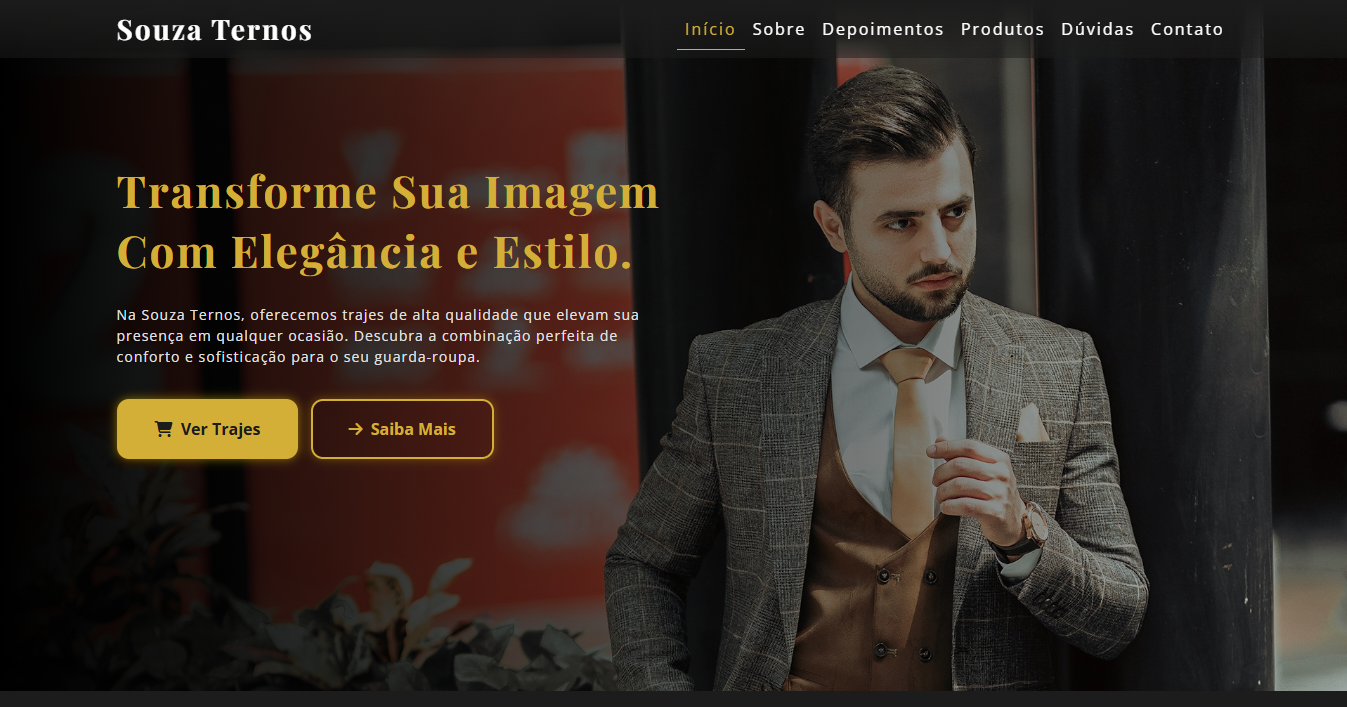 Souza Ternos
Início Sobre Depoimentos Produtos Dúvidas Contato
Transforme Sua Imagem
Com Elegância e Estilo.
Na Souza Ternos, oferecemos trajes de alta qualidade que elevam sua
presença em qualquer ocasião. Descubra a combinação perfeita de
conforto e sofisticação para o seu guarda-roupa.
Ver Trajes
Saiba Mais